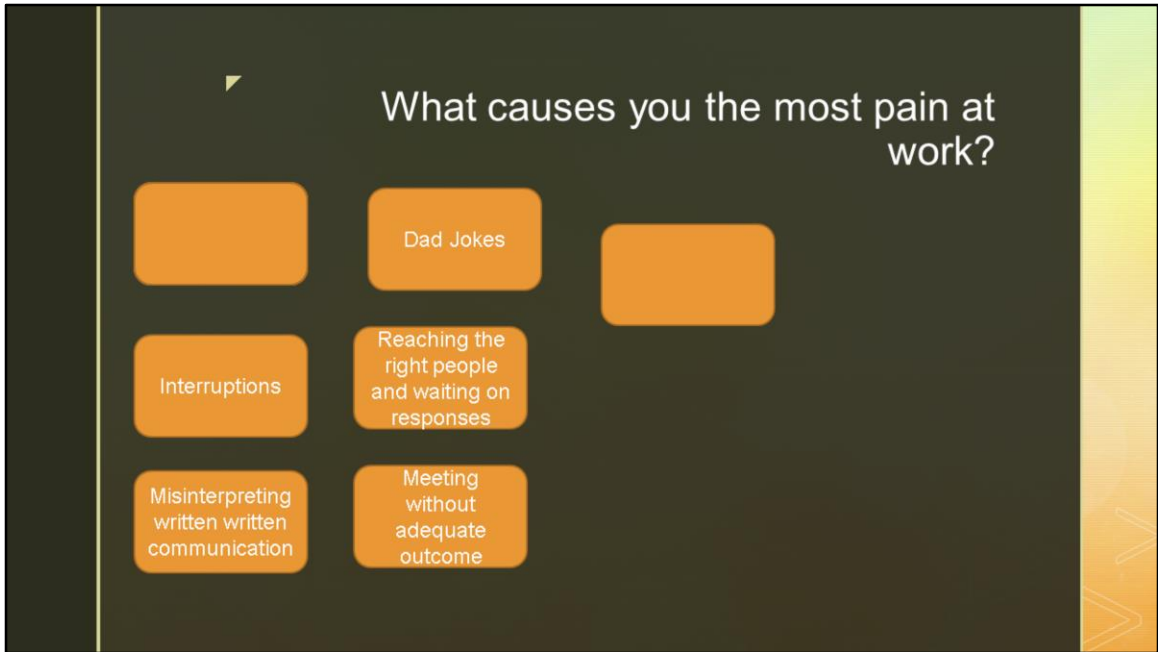 What causes you the most pain at
work?
Dad Jokes
Interruptions
Reaching the
right people
and waiting on
responses
Misinterpreting
written written
communication
Meeting
without
adequate
outcome